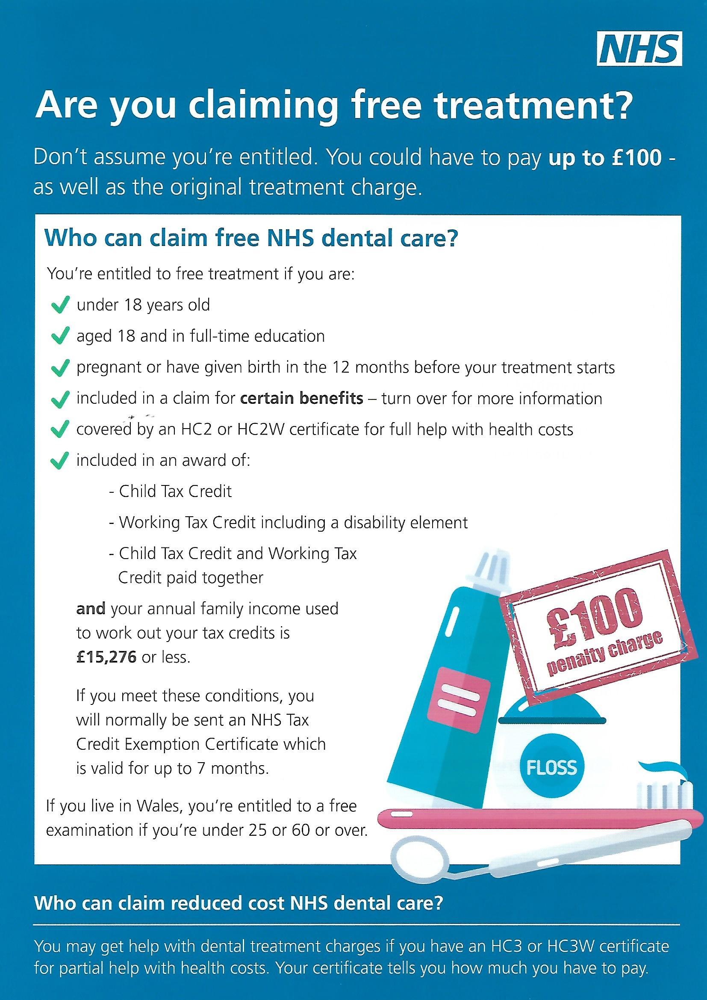 NHS
Are you claiming free treatment?
Don't assume you're entitled. You could have to pay up to £100 -
as well as the original treatment charge.
Who can claim free NHS dental care?
You're entitled to free treatment if you are:
under 18 years old
aged 18 and in full-time education
pregnant or have given birth in the 12 months before your treatment starts
included in a claim for certain benefits – turn over for more information
covered by an HC2 or HC2W certificate for full help with health costs
included in an award of:
- Child Tax Credit
- Working Tax Credit including a disability element
- Child Tax Credit and Working Tax
Credit paid together
and your annual family income used
to work out your tax credits is
£15,276 or less.
If you meet these conditions, you
will normally be sent an NHS Tax
Credit Exemption Certificate which
is valid for up to 7 months.
If you live in Wales, you're entitled to a free
examination if you're under 25 or 60 or over.
£100
penalty charge
FLOSS
Who can claim reduced cost NHS dental care?
You may get help with dental treatment charges if you have an HC3 or HC3W certificate
for partial help with health costs. Your certificate tells you how much you have to pay.